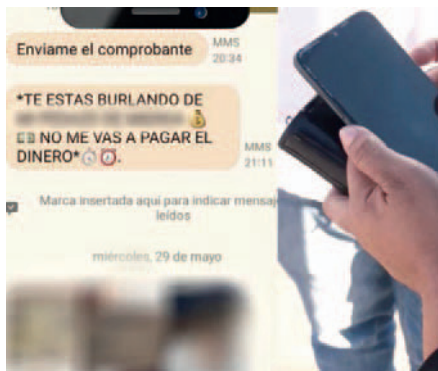 Enviame el comprobante
MMS
20:34
*TE ESTAS BURLANDO DE
NO ME VAS A PAGAR EL
DINERO*
MMS
21:11
Marca insertada aquí para indicar mensaj
leídos
miércoles, 29 de mayo